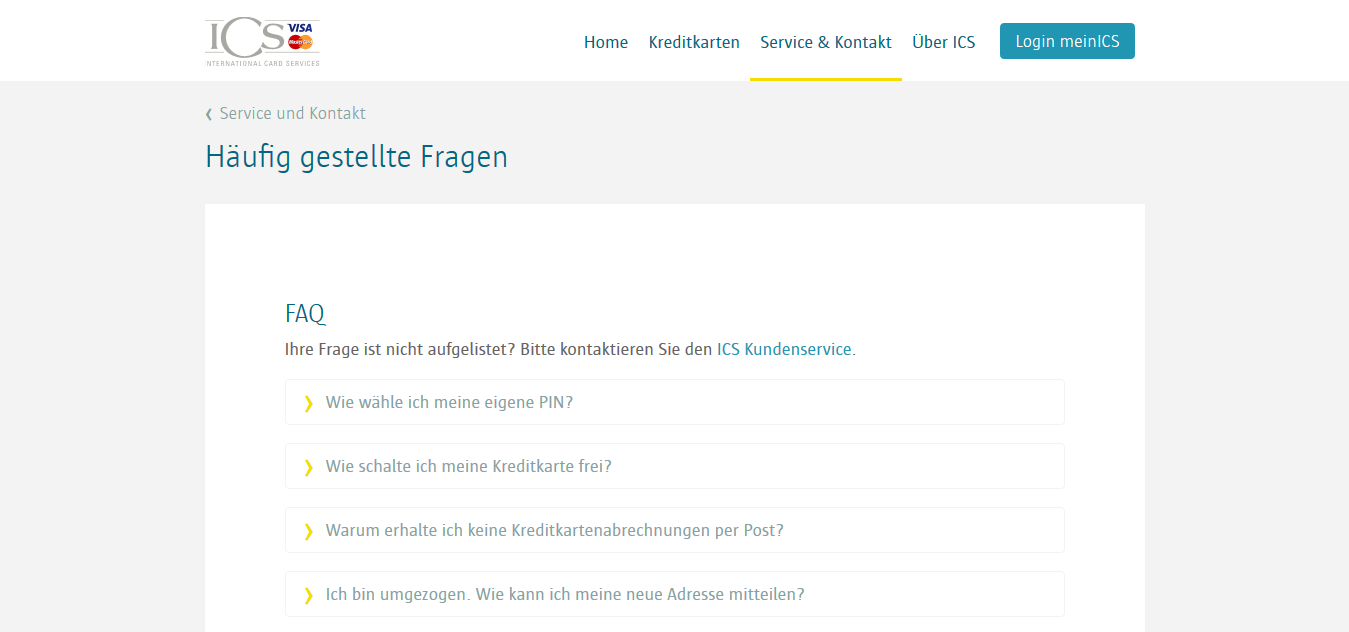 ICS VISA
MasterCard
INTERNATIONAL CARD SERVICES
Home Kreditkarten Service & Kontakt Über ICS Login meinICS
‹ Service und Kontakt
Häufig gestellte Fragen
FAQ
Ihre Frage ist nicht aufgelistet? Bitte kontaktieren Sie den ICS Kundenservice.
Wie wähle ich meine eigene PIN?
Wie schalte ich meine Kreditkarte frei?
Warum erhalte ich keine Kreditkartenabrechnungen per Post?
Ich bin umgezogen. Wie kann ich meine neue Adresse mitteilen?